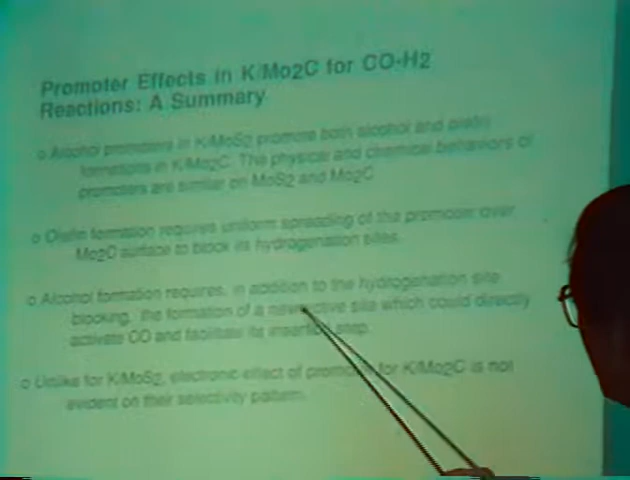 Promoter Effects in K/Mo2C for CO-H2
Reactions: A Summary
o Alcohol promoters in K/MoS2 promote both alcohol and olefin
formations in K/Mo2C. The physical and chemical behaviors of
promoters are similar on MoS2 and Mo2C
o Olefin formation requires uniform spreading of the promoter over
Mo2C surface to block its hydrogenation sites.
o Alcohol formation requires, in addition to the hydrogenation site
blocking, the formation of a new active site which could directly
activate CO and facilitate its insertion step.
o Unlike for K/MoS2, electronic effect of promoter for K/Mo2C is not
evident on their selectivity pattern.